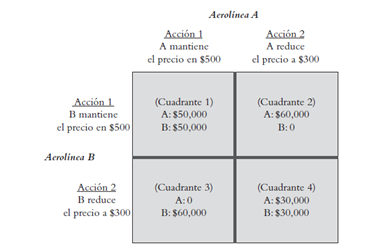 Aerolínea A
Acción 1 Acción 2
A mantiene A reduce
el precio en $500 el precio a $300
Acción 1 (Cuadrante 1) (Cuadrante 2)
B mantiene A: $50,000 A: $60,000
el precio en $500 B: $50,000 B: 0
Aerolínea B
Acción 2 (Cuadrante 3) (Cuadrante 4)
B reduce A: 0 A: $30,000
el precio a $300 B: $60,000 B: $30,000